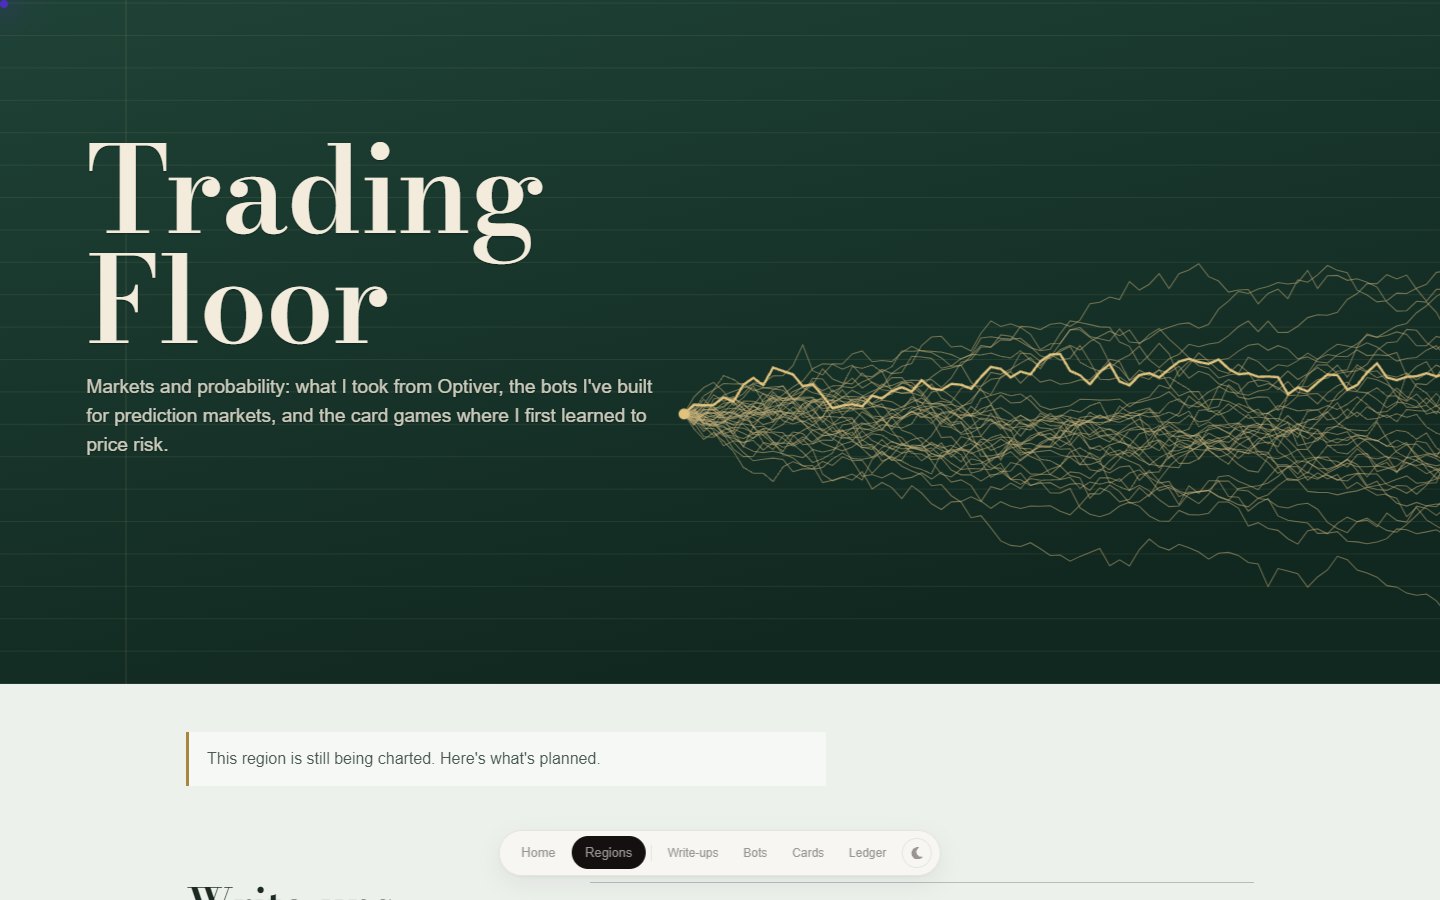 Trading
Floor
Markets and probability: what I took from Optiver, the bots I've built
for prediction markets, and the card games where I first learned to
price risk.
This region is still being charted. Here's what's planned.
Home Regions Write-ups Bots Cards Ledger
Write-ups